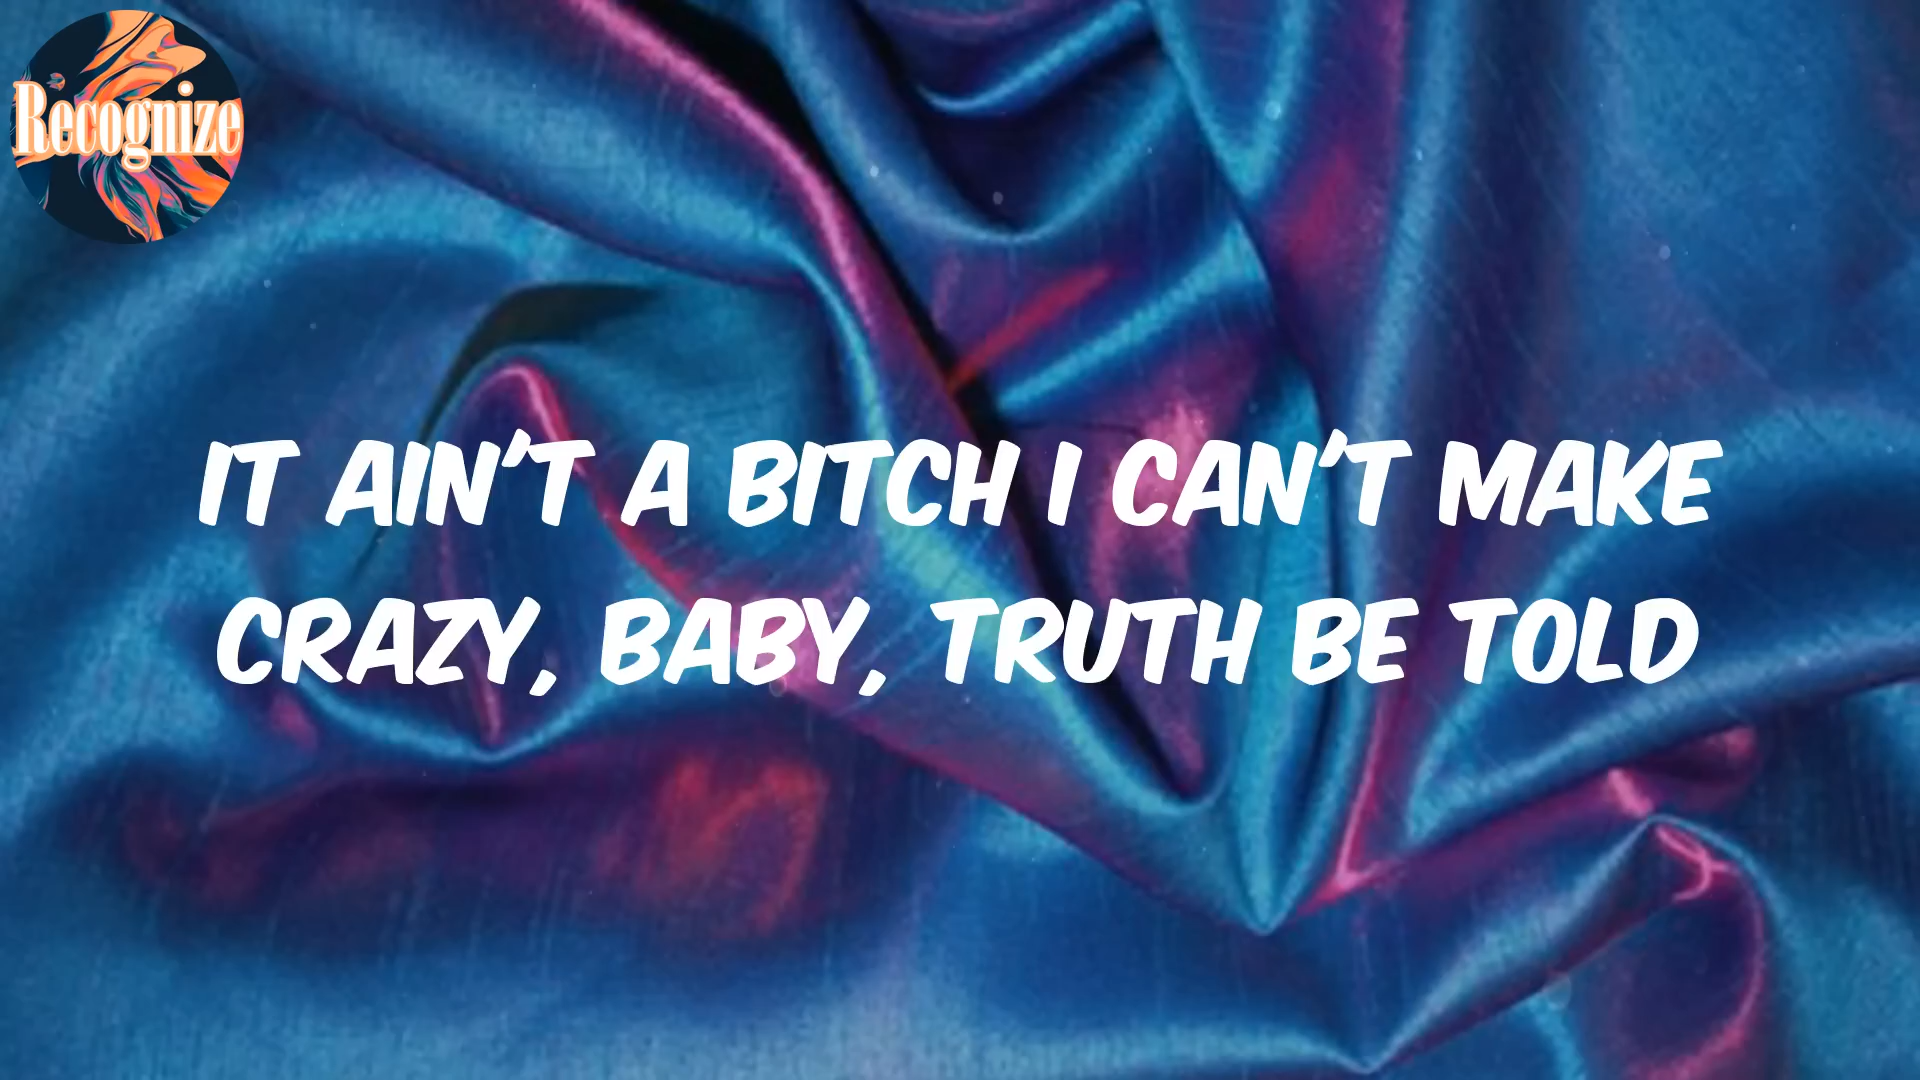 Recognize
IT AIN'T A BITCH I CAN'T MAKE
CRAZY, BABY, TRUTH BE TOLD